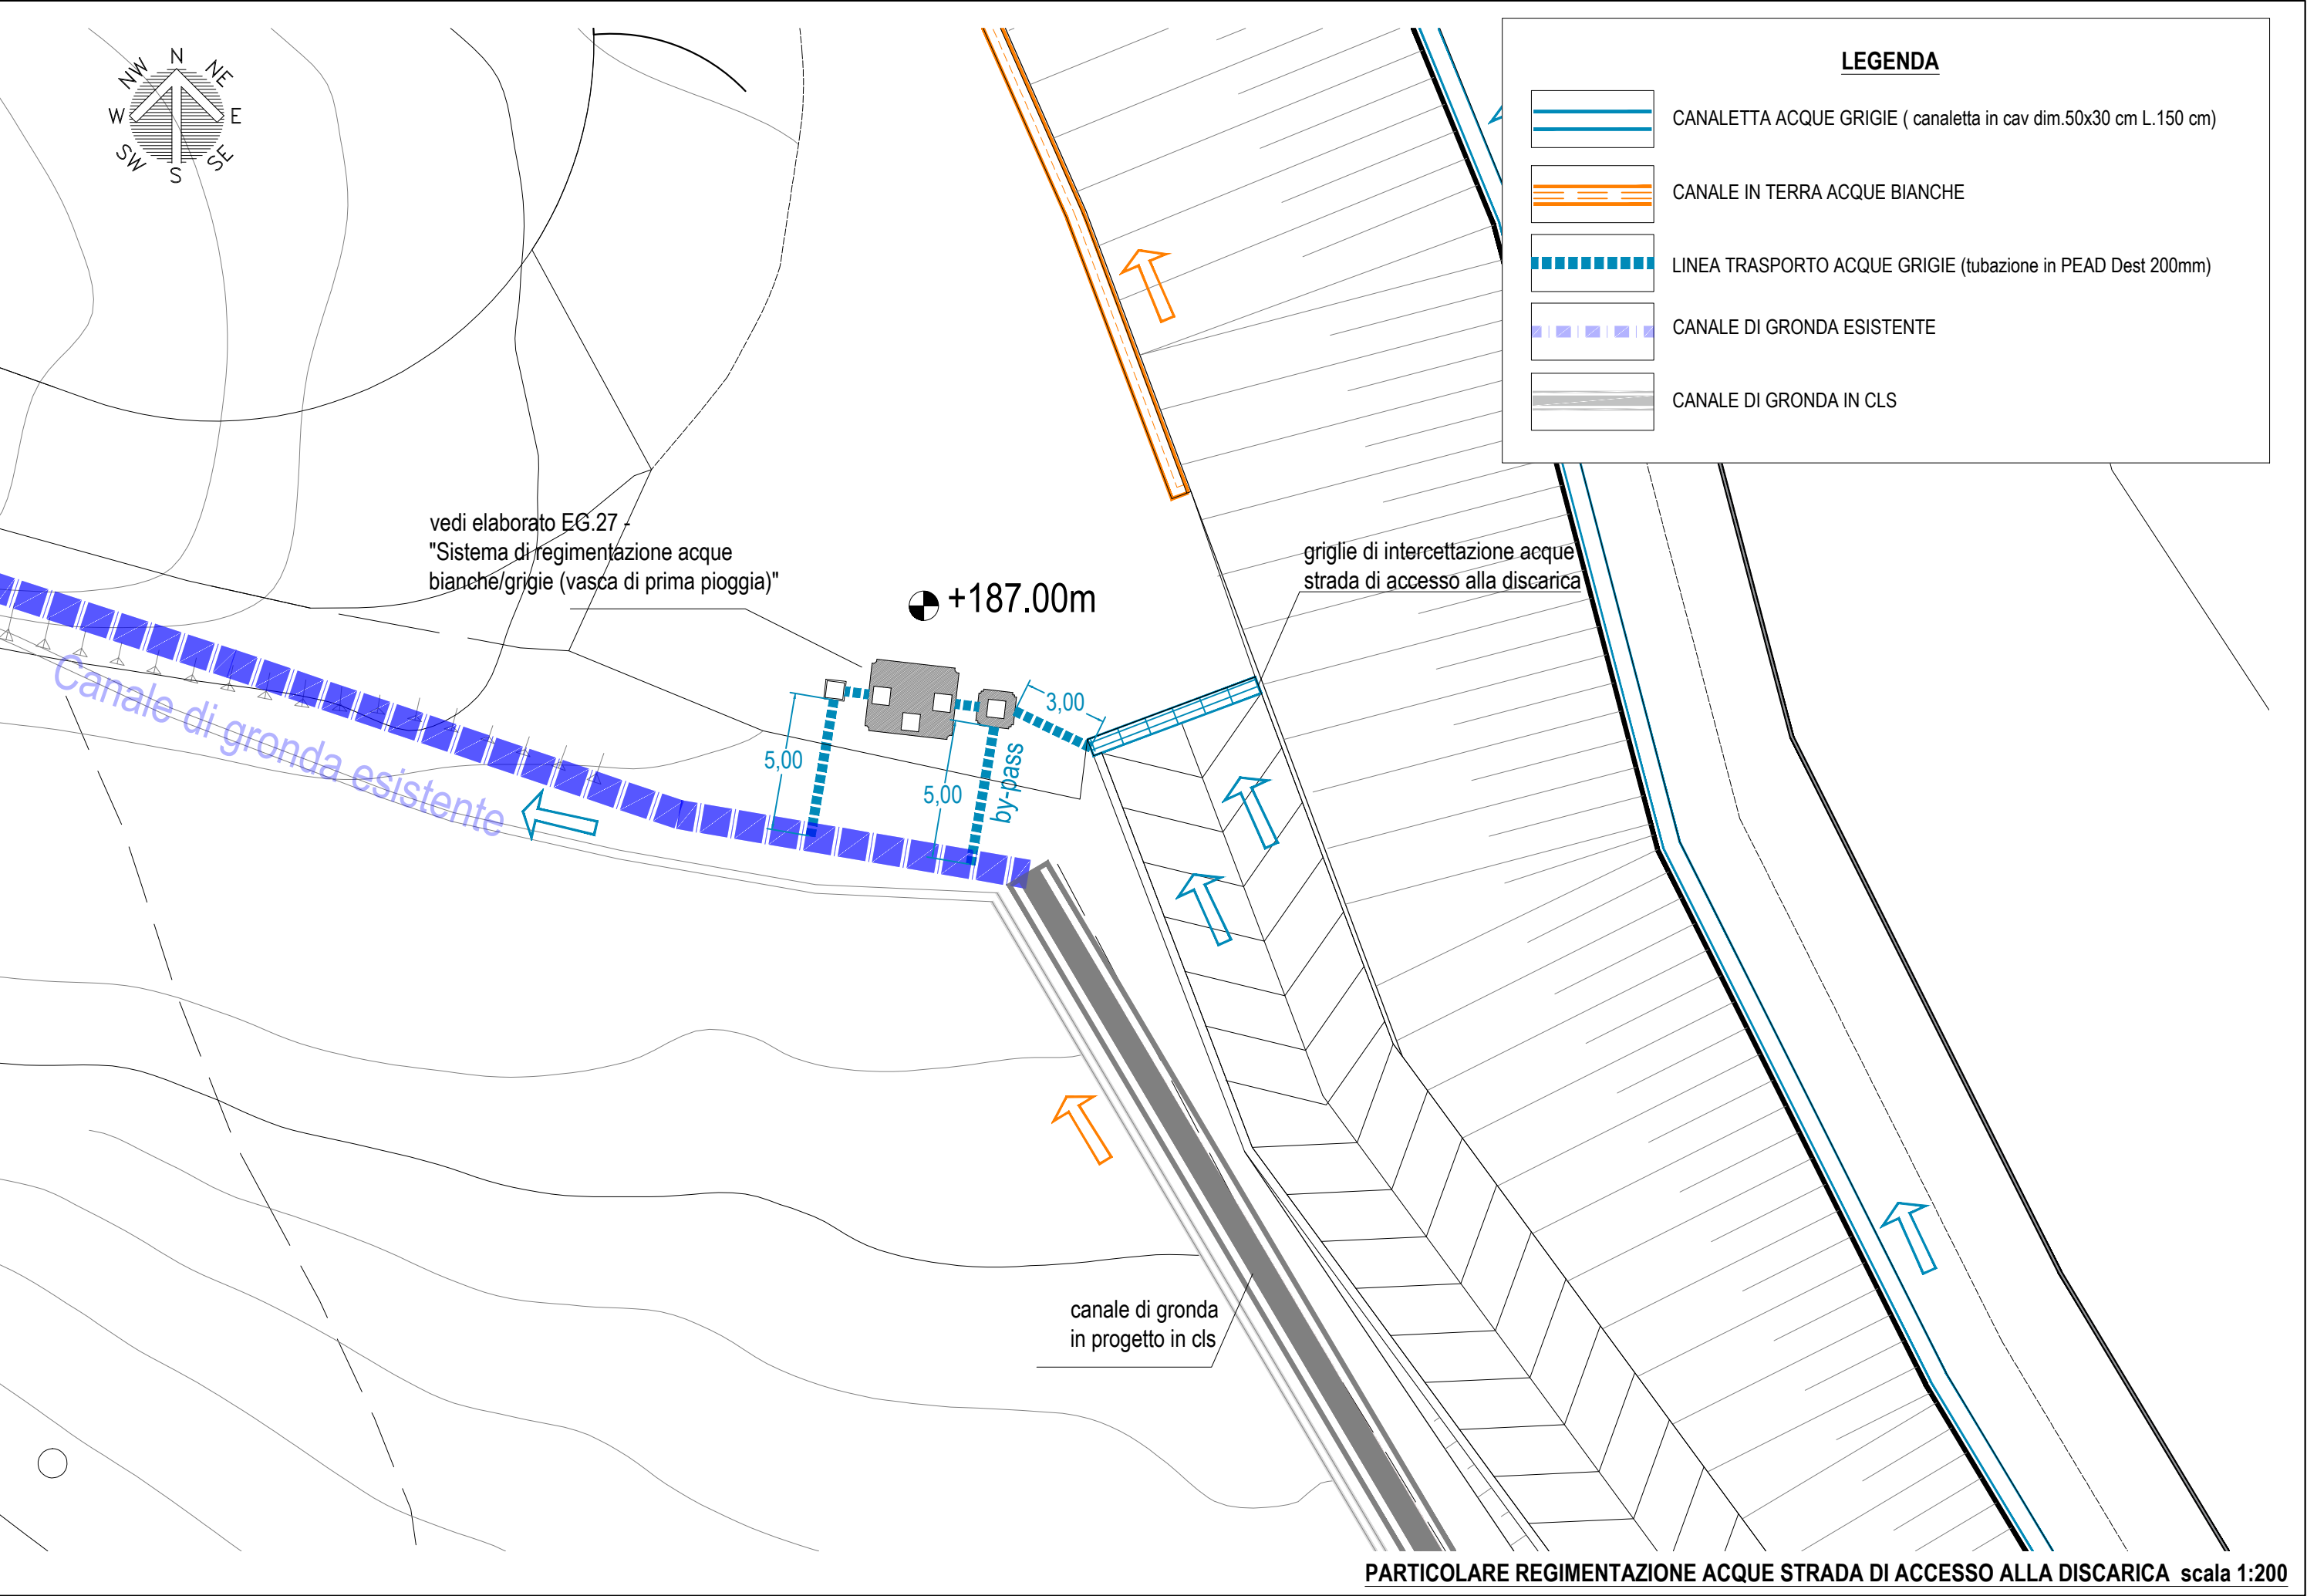 N
NW
NE
W
E
SW
SE
S
LEGENDA
CANALETTA ACQUE GRIGIE ( canaletta in cav dim.50x30 cm L.150 cm)
CANALE IN TERRA ACQUE BIANCHE
LINEA TRASPORTO ACQUE GRIGIE (tubazione in PEAD Dest 200mm)
CANALE DI GRONDA ESISTENTE
CANALE DI GRONDA IN CLS
vedi elaborato EG.27 -
"Sistema di regimentazione acque
bianche/grigie (vasca di prima pioggia)"
griglie di intercettazione acque
strada di accesso alla discarica
+187.00m
Canale di gronda esistente
3,00
5,00
5,00
by-pass
canale di gronda
in progetto in cls
PARTICOLARE REGIMENTAZIONE ACQUE STRADA DI ACCESSO ALLA DISCARICA scala 1:200